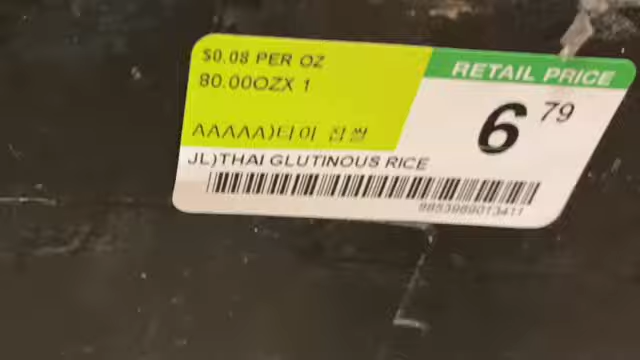 $0.08 PER OZ
80.00OZX 1
RETAIL PRICE
6 79
AAAAA)타이 찹쌀
JL)THAI GLUTINOUS RICE
8853989013411